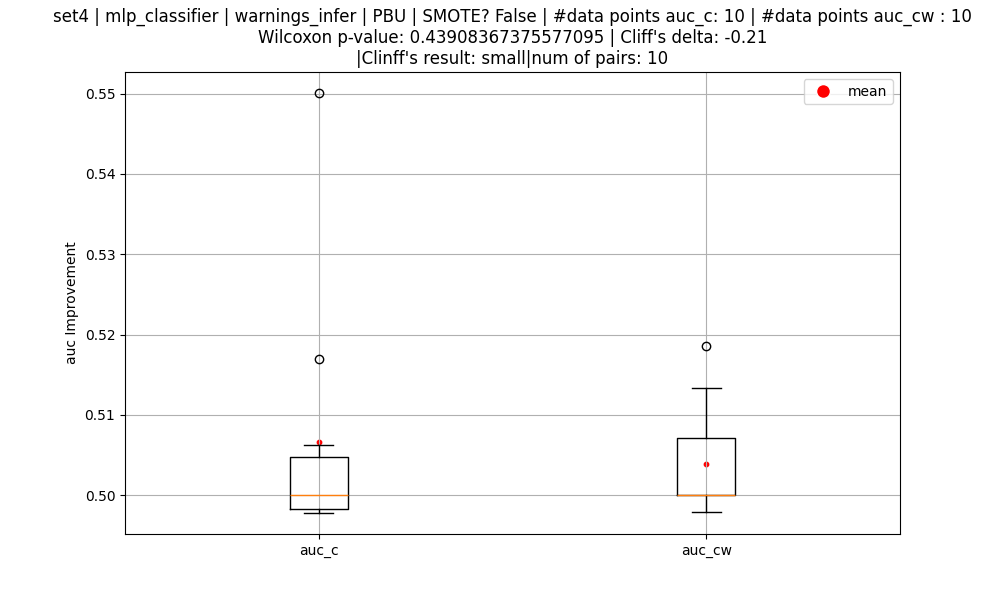 set4 | mlp_classifier | warnings_infer | PBU | SMOTE? False | #data points auc_c: 10 | #data points auc_cw : 10
Wilcoxon p-value: 0.43908367375577095 | Cliff's delta: -0.21
|Clinff's result: small|num of pairs: 10
mean
0.55
0.54
0.53
0.52
0.51
0.50
auc Improvement
auc_c
auc_cw